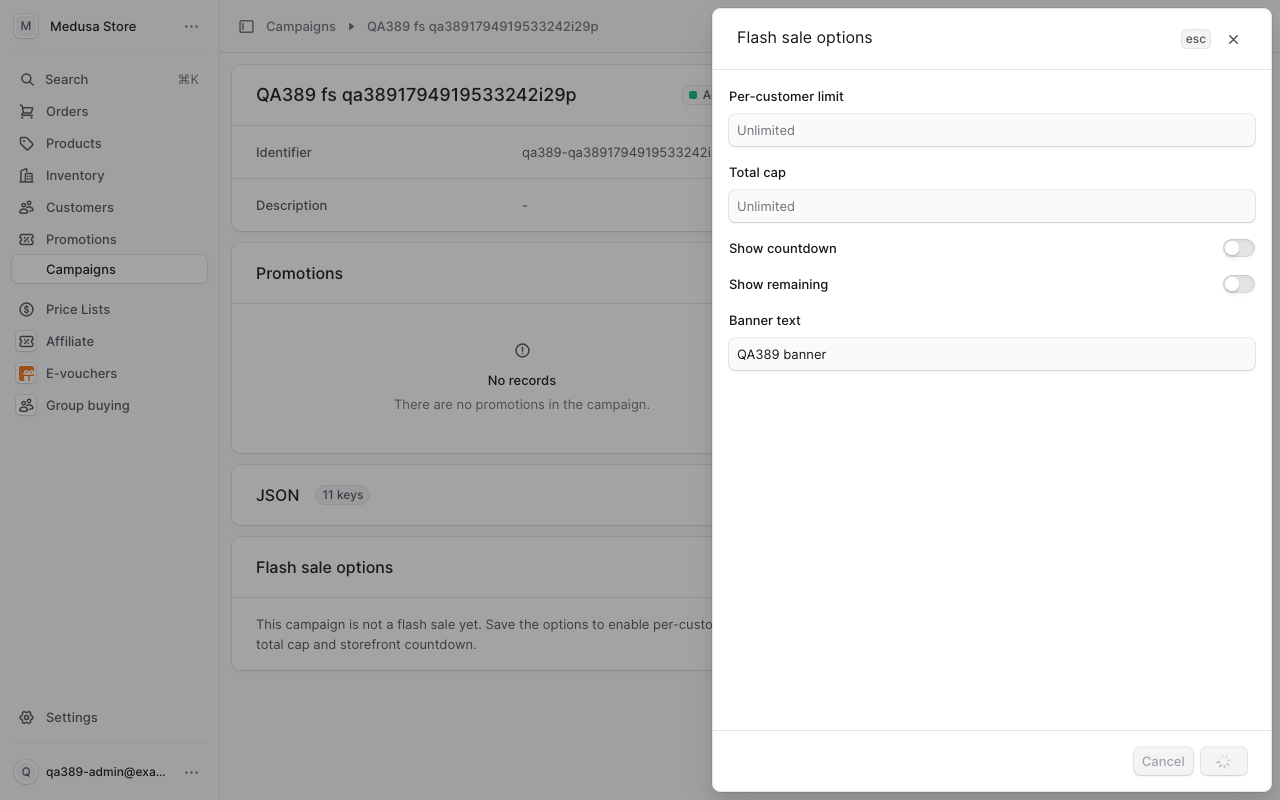 M
Medusa Store
Search
⌘K
Orders
Products
Inventory
Customers
Promotions
Campaigns
Price Lists
Affiliate
E-vouchers
Group buying
Settings
Q
qa389-admin@exa...
Campaigns
QA389 fs qa3891794919533242i29p
QA389 fs qa3891794919533242i29p
A
Identifier
qa389-qa3891794919533242i
Description
-
Promotions
No records
There are no promotions in the campaign.
JSON
11 keys
Flash sale options
This campaign is not a flash sale yet. Save the options to enable per-custo
total cap and storefront countdown.
Flash sale options
esc
Per-customer limit
Unlimited
Total cap
Unlimited
Show countdown
Show remaining
Banner text
QA389 banner
Cancel